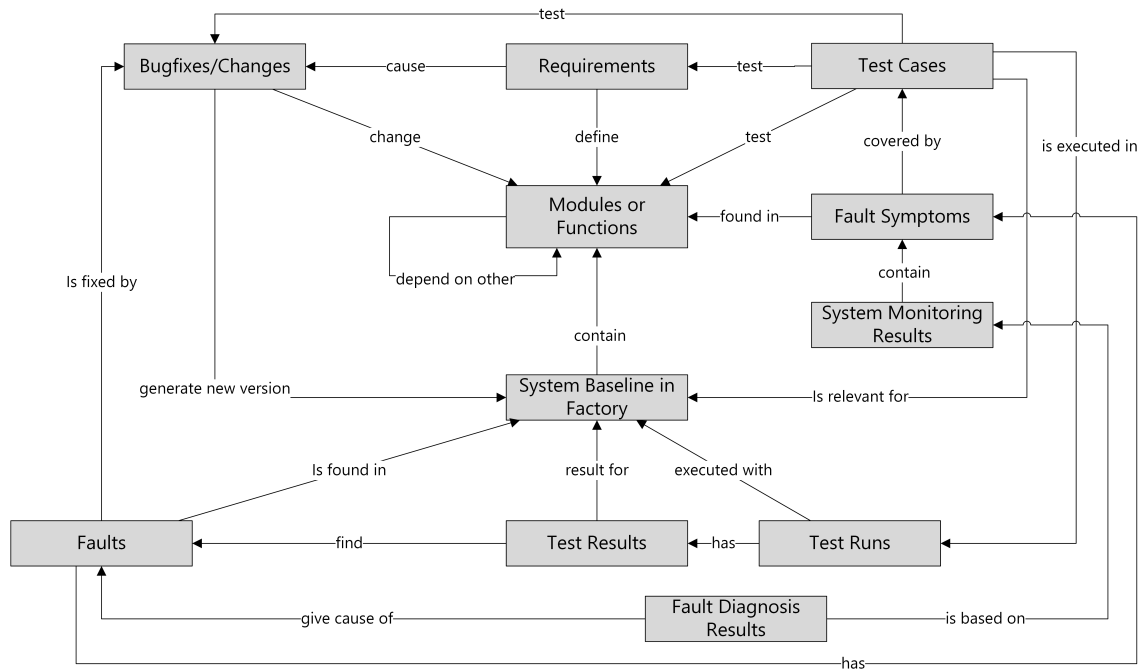 test
Bugfixes/Changes
cause
Requirements
test
Test Cases
change
define
test
covered by
is executed in
Modules or
Functions
found in
Fault Symptoms
depend on other
contain
Is fixed by
System Monitoring
Results
contain
generate new version
System Baseline in
Factory
Is relevant for
Is found in
result for
executed with
Faults
find
Test Results
has
Test Runs
give cause of
Fault Diagnosis
Results
is based on
has